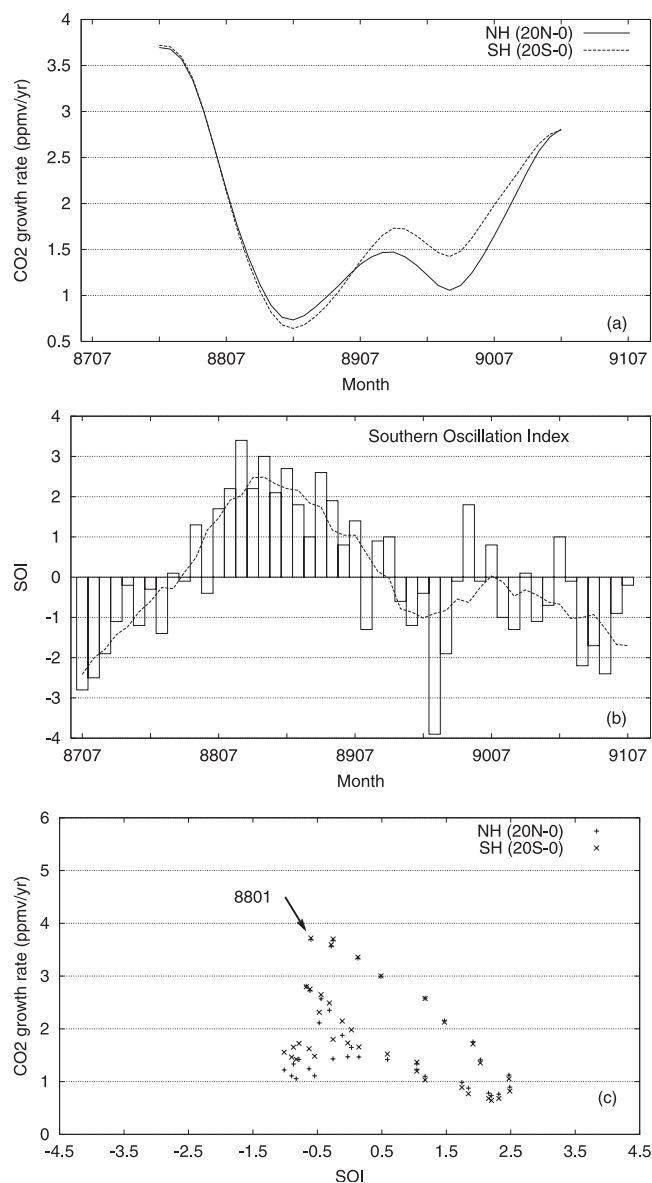 4
NH (20N-0)
SH (20S-0)
3.5
3
2.5
2
1.5
1
0.5
CO2 growth rate (ppmv/yr)
(a)
8707 8807 8907 9007 9107
Month
4
Southern Oscillation Index
3
2
1
0
-1
-2
-3
-4
SOI
(b)
8707 8807 8907 9007 9107
Month
6
NH (20N-0)
SH (20S-0)
5
8801
4
3
2
1
0
CO2 growth rate (ppmv/yr)
(c)
-4.5 -3.5 -2.5 -1.5 -0.5 0.5 1.5 2.5 3.5 4.5
SOI